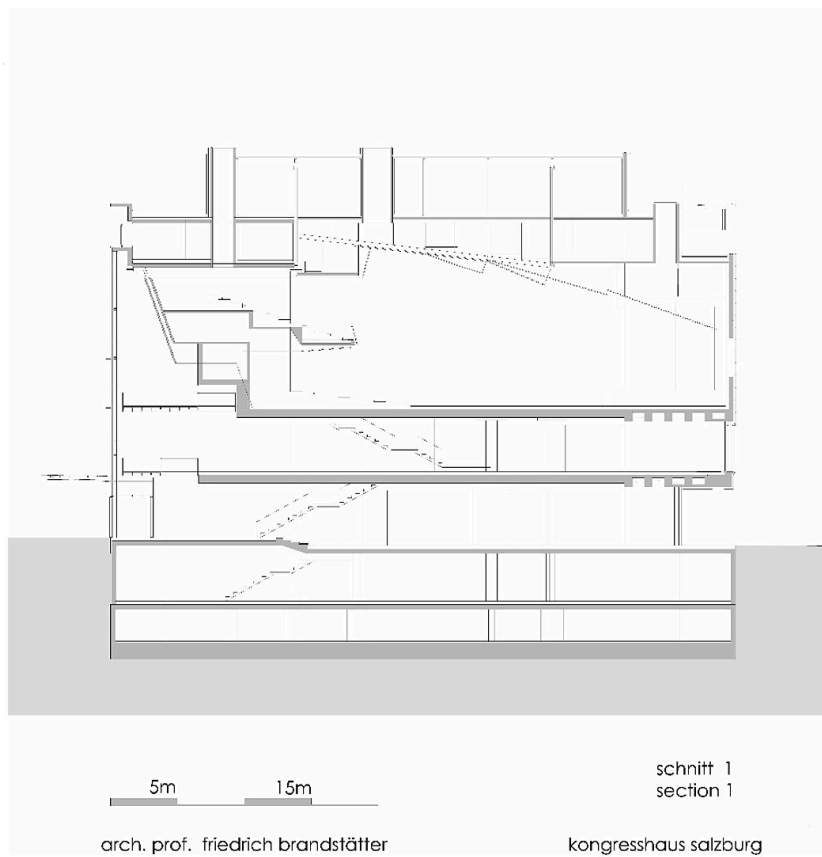 5m 15m
schnitt 1
section 1
arch. prof. friedrich brandstätter
kongresshaus salzburg